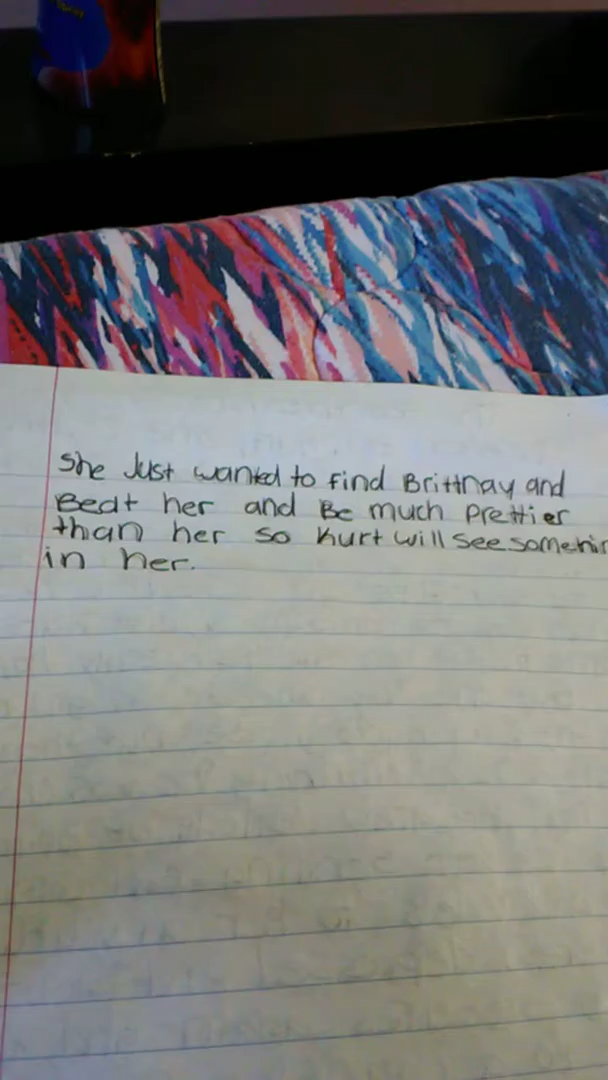 She Just wanted to find Brittnay and
Beat her and Be much Prettier
than her so kurt will see somethin
in her.